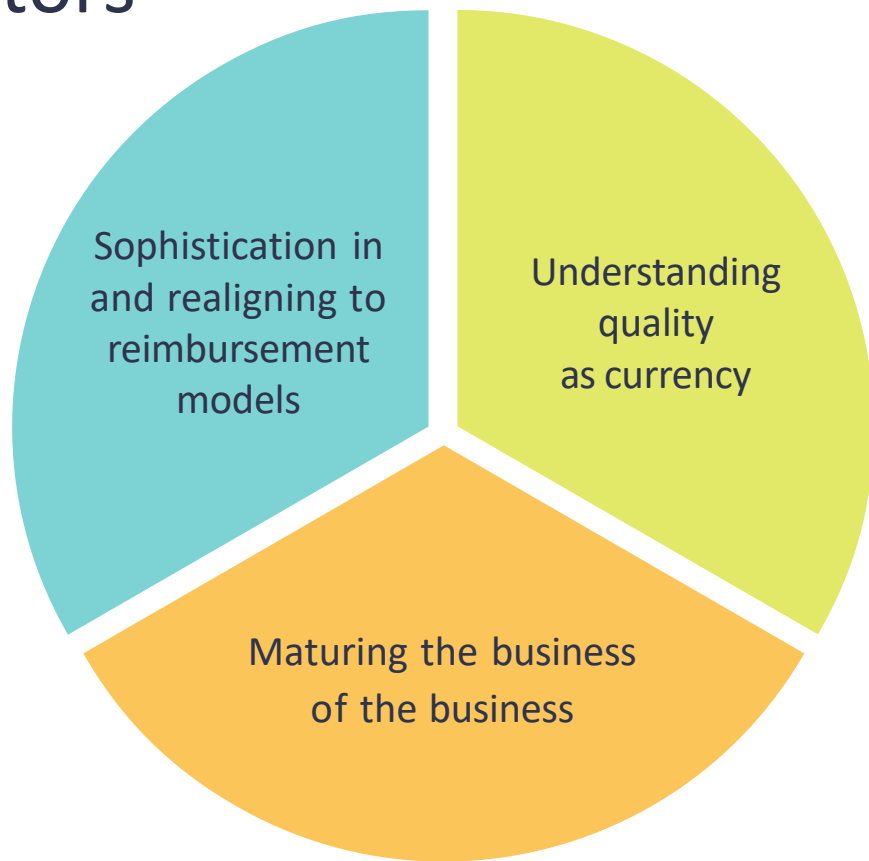 Sophistication in
and realigning to
reimbursement
models
Understanding
quality
as currency
Maturing the business
of the business